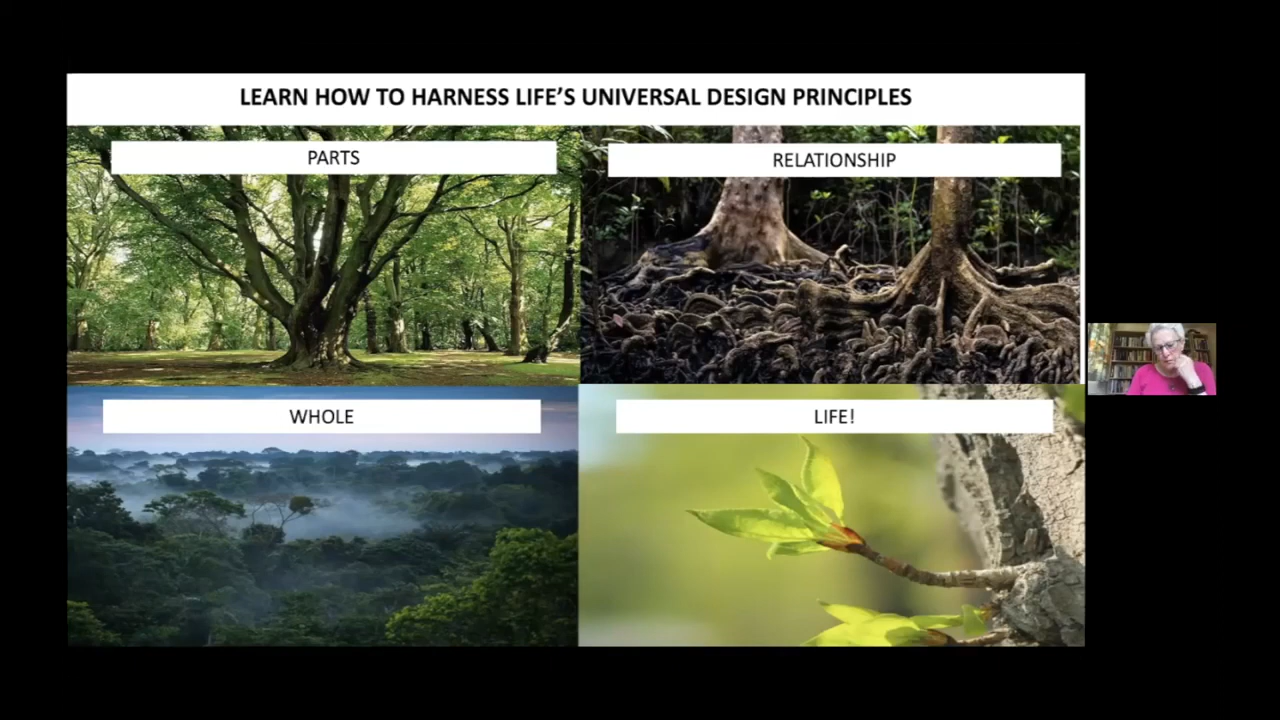 LEARN HOW TO HARNESS LIFE’S UNIVERSAL DESIGN PRINCIPLES
PARTS
RELATIONSHIP
WHOLE
LIFE!